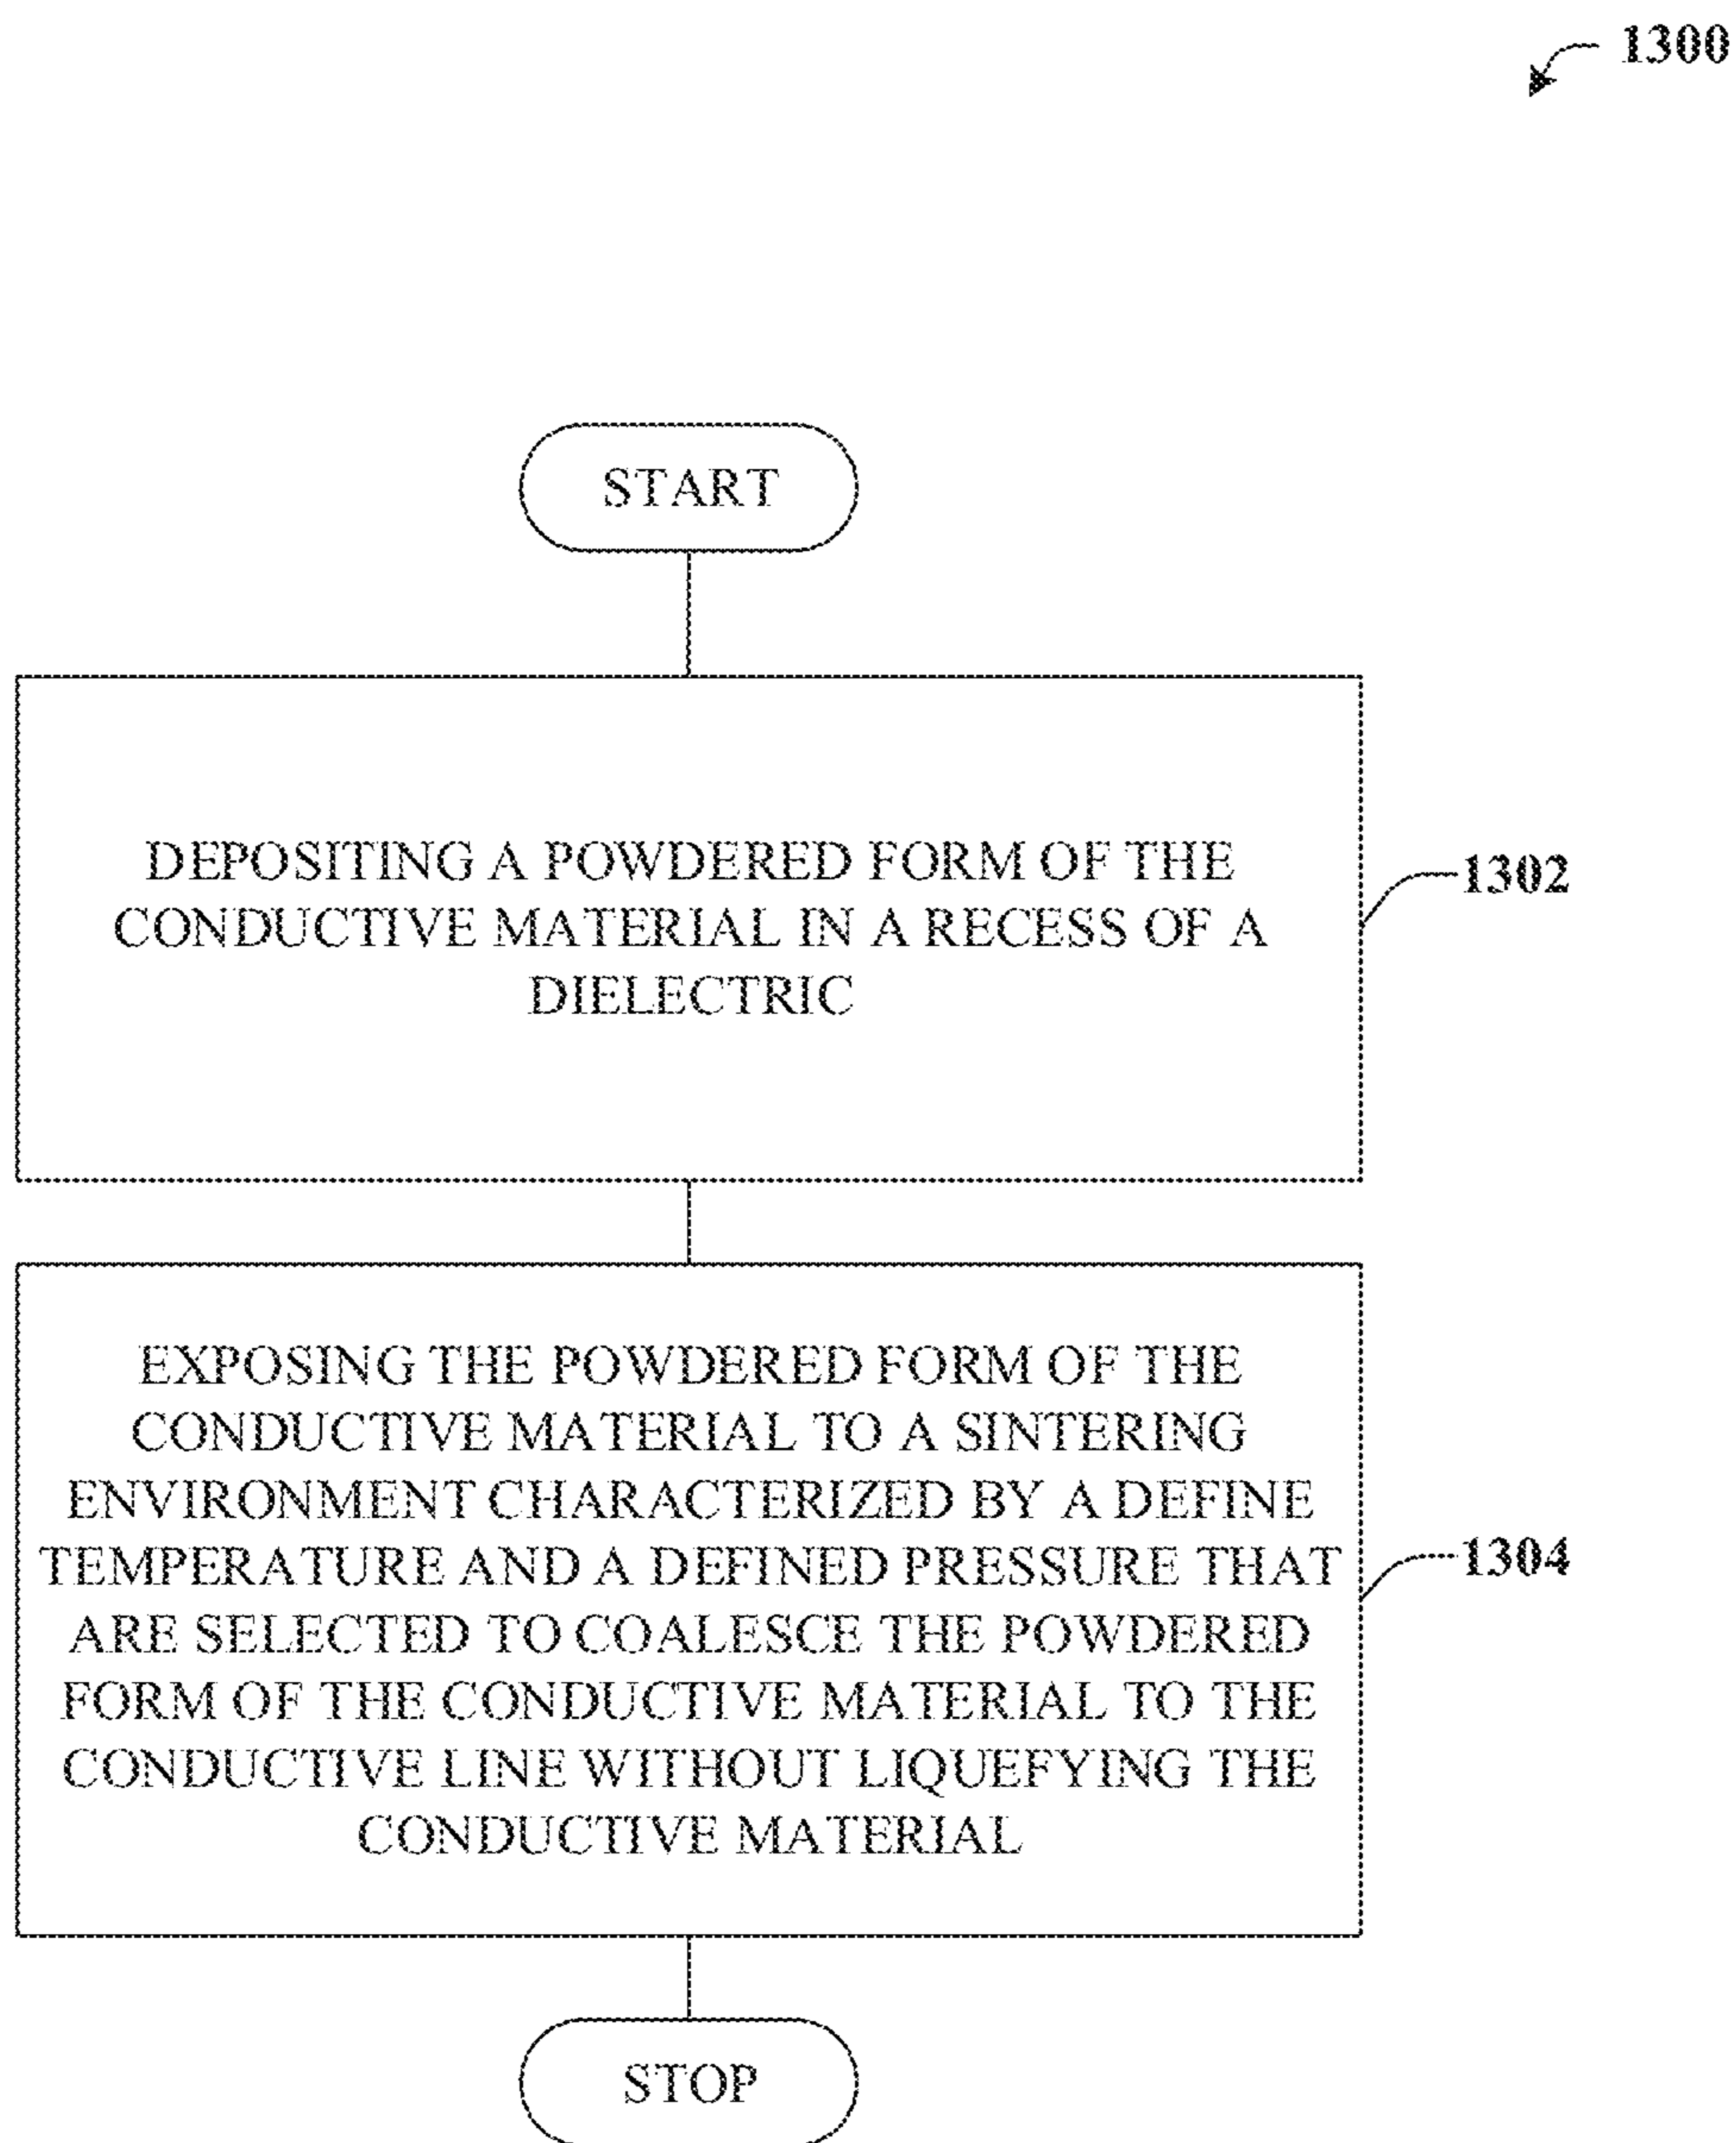 1300
START
DEPOSITING A POWDERED FORM OF THE
CONDUCTIVE MATERIAL IN A RECESS OF A
DIELECTRIC
1302
EXPOSING THE POWDERED FORM OF THE
CONDUCTIVE MATERIAL TO A SINTERING
ENVIRONMENT CHARACTERIZED BY A DEFINE
TEMPERATURE AND A DEFINED PRESSURE THAT
ARE SELECTED TO COALESCE THE POWDERED
FORM OF THE CONDUCTIVE MATERIAL TO THE
CONDUCTIVE LINE WITHOUT LIQUEFYING THE
CONDUCTIVE MATERIAL
1304
STOP